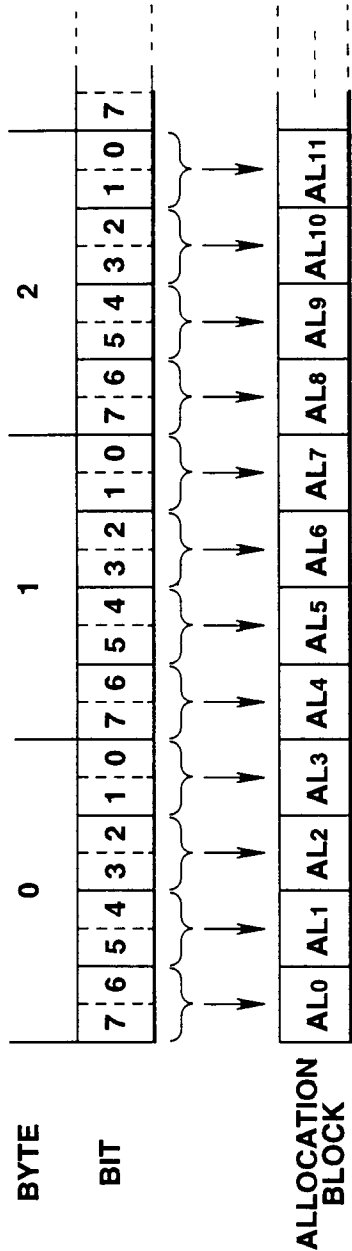 BYTE 0 1 2
BIT 7 6 5 4 3 2 1 0 7 6 5 4 3 2 1 0 7 6 5 4 3 2 1 0 7
ALLOCATION
BLOCK
AL0 AL1 AL2 AL3 AL4 AL5 AL6 AL7 AL8 AL9 AL10 AL11